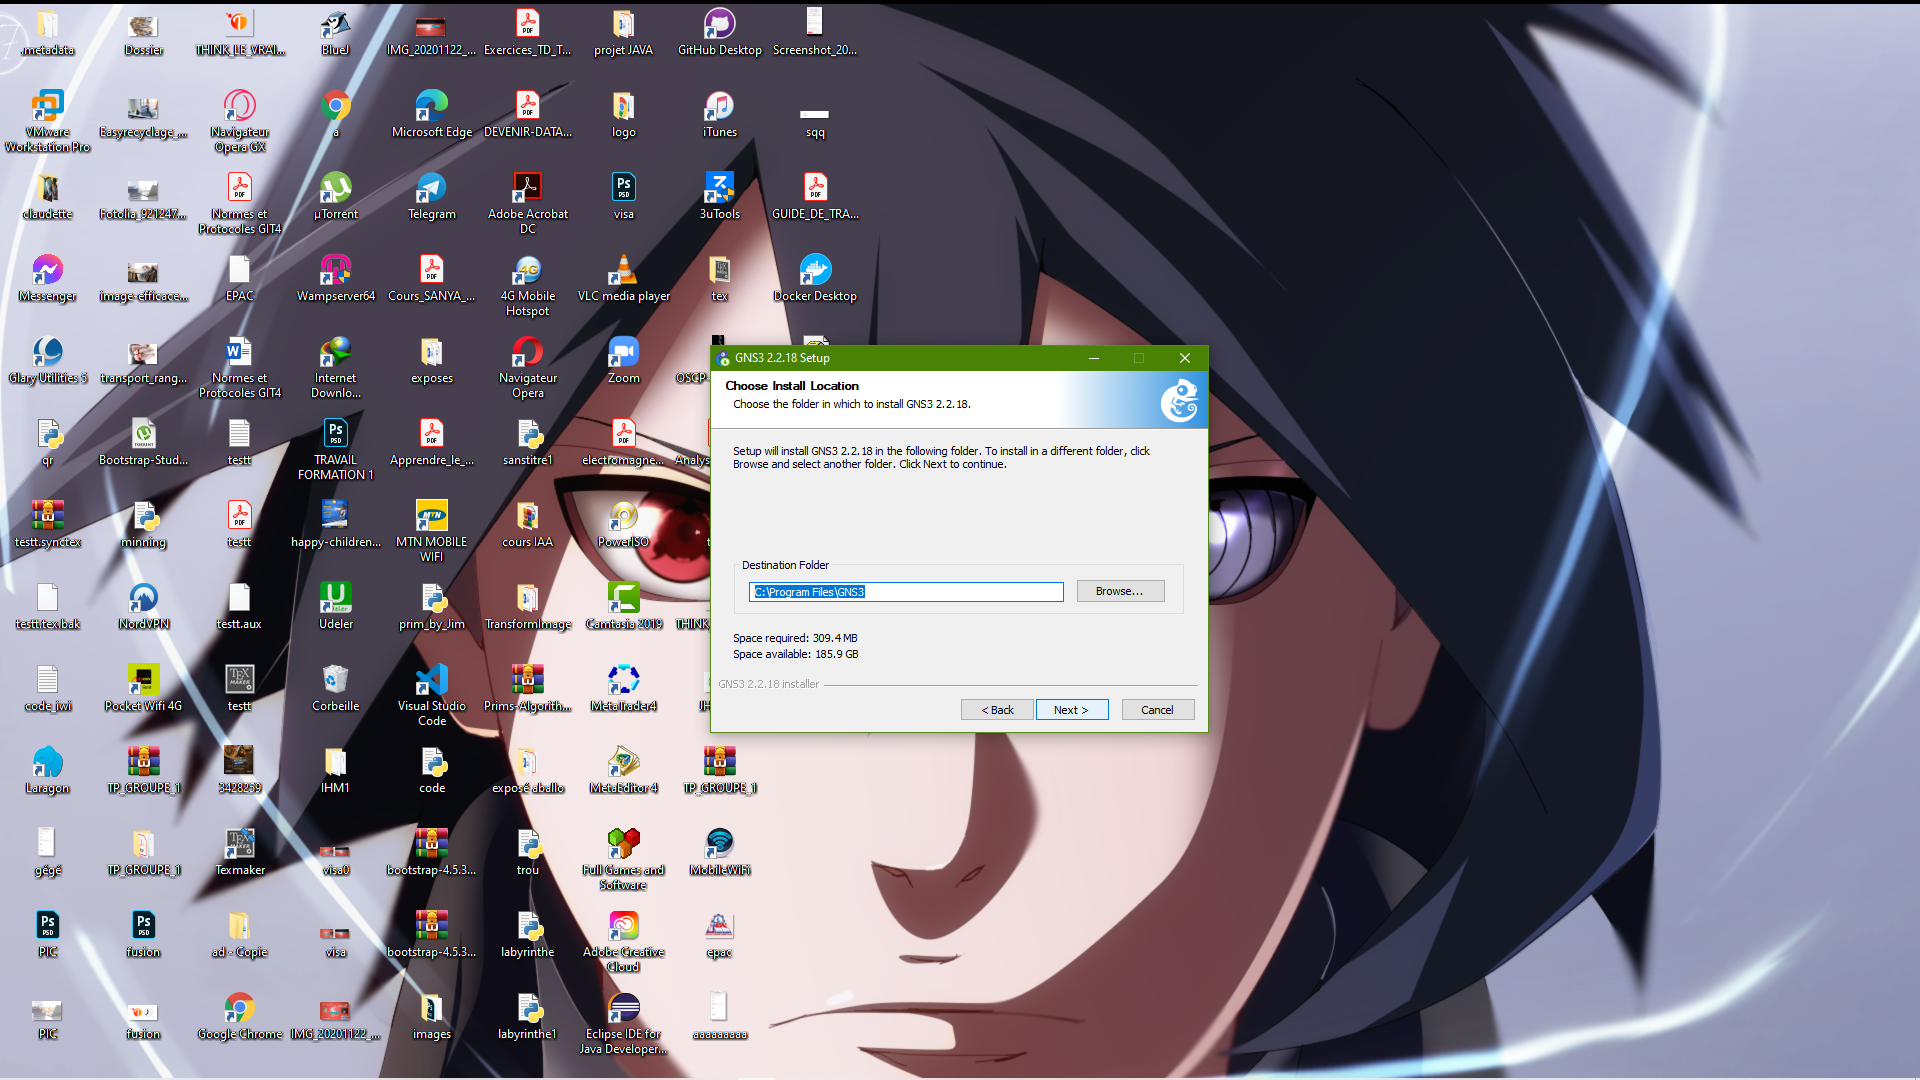 .metadata
Dossier
THINK_LE_VRAI...
BlueJ
IMG_20201122_...
Exercices_TD_T...
projet JAVA
GitHub Desktop
Screenshot_20...
VMware
Workstation Pro
Easyrecyclage_...
Navigateur
Opera GX
a
Microsoft Edge
DEVENIR-DATA...
logo
iTunes
sqq
claudette
Fotolia_921247...
Normes et
Protocoles GIT4
µTorrent
Telegram
Adobe Acrobat
DC
visa
3uTools
GUIDE_DE_TRA...
Messenger
image-efficace...
EPAC
Wampserver64
Cours_SANYA_...
4G Mobile
Hotspot
VLC media player
tex
Docker Desktop
Glary Utilities 5
transport_rang...
Normes et
Protocoles GIT4
Internet
Downlo...
exposes
Navigateur
Opera
Zoom
OSCP-
qr
Bootstrap-Stud...
testt
TRAVAIL
FORMATION 1
Apprendre_le_...
sanstitre1
electromagne...
Analys
testt.synctex
minning
testt
happy-children...
MTN MOBILE
WIFI
cours IAA
PowerISO
testt.tex.bak
NordVPN
testt.aux
Udeler
prim_by_Jim
TransformImage
Camtasia 2019
THINK
code_iwi
Pocket Wifi 4G
testt
Corbeille
Visual Studio
Code
Prims-Algorith...
MetaTrader4
JH
Laragon
TP_GROUPE_1
3428259
IHM1
code
exposé aballo
MetaEditor 4
TP_GROUPE_1
gégé
TP_GROUPE_1
Texmaker
visa0
bootstrap-4.5.3...
trou
Full Games and
Software
MobileWiFi
PIC
fusion
ad - Copie
visa
bootstrap-4.5.3...
labyrinthe
Adobe Creative
Cloud
epac
PIC
fusion
Google Chrome
IMG_20201122_...
images
labyrinthe1
Eclipse IDE for
Java Developer...
aaaaaaaaa
GNS3 2.2.18 Setup
Choose Install Location
Choose the folder in which to install GNS3 2.2.18.
Setup will install GNS3 2.2.18 in the following folder. To install in a different folder, click
Browse and select another folder. Click Next to continue.
Destination Folder
C:\Program Files\GNS3
Browse...
Space required: 309.4 MB
Space available: 185.9 GB
GNS3 2.2.18 installer
< Back
Next >
Cancel